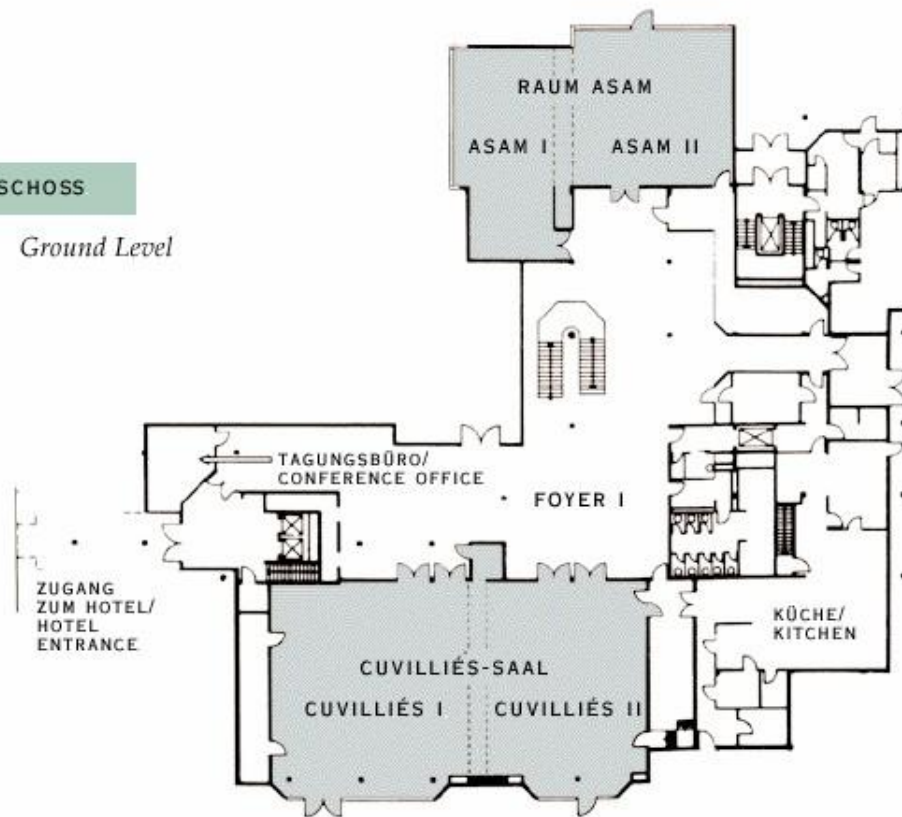 RAUM ASAM
ASAM I
ASAM II
SCHOSS
Ground Level
TAGUNGSBÜRO/
CONFERENCE OFFICE
FOYER I
ZUGANG
ZUM HOTEL/
HOTEL
ENTRANCE
KÜCHE/
KITCHEN
CUVILLIÉS-SAAL
CUVILLIÉS I
CUVILLIÉS II